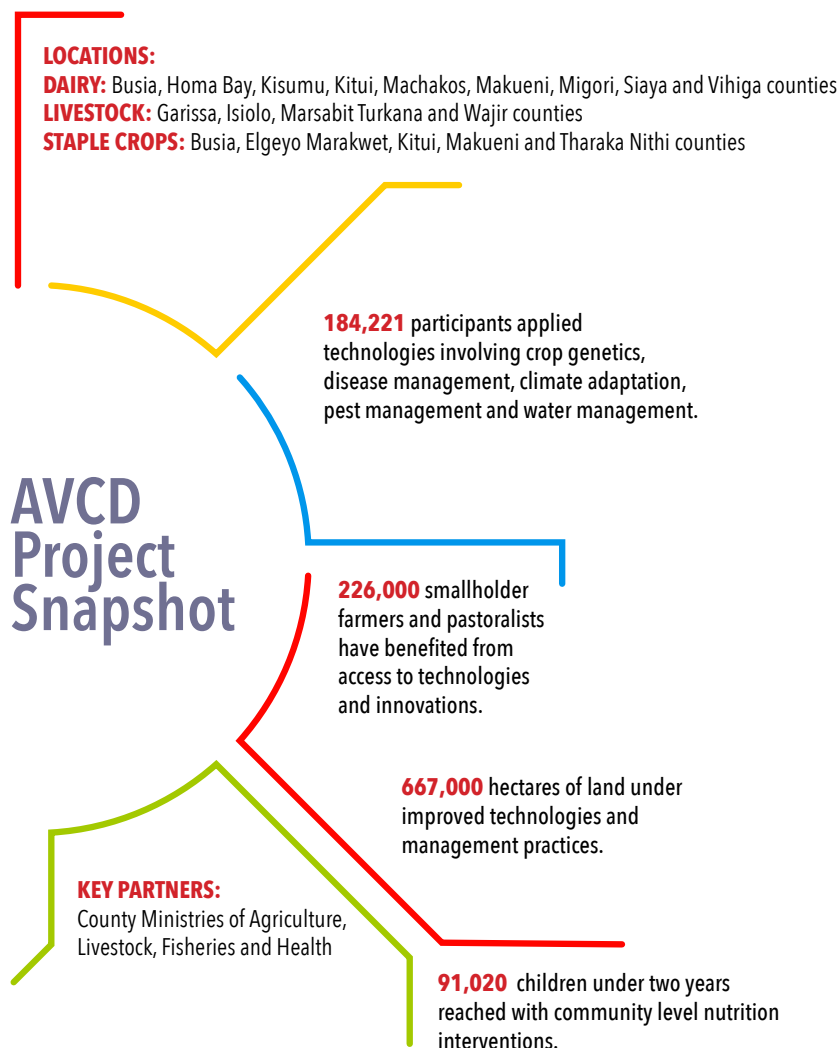 LOCATIONS:
DAIRY: Busia, Homa Bay, Kisumu, Kitui, Machakos, Makueni, Migori, Siaya and Vihiga counties
LIVESTOCK: Garissa, Isiolo, Marsabit Turkana and Wajir counties
STAPLE CROPS: Busia, Elgeyo Marakwet, Kitui, Makueni and Tharaka Nithi counties
184,221 participants applied
technologies involving crop genetics,
disease management, climate adaptation,
pest management and water management.
AVCD
Project
Snapshot
226,000 smallholder
farmers and pastoralists
have benefited from
access to technologies
and innovations.
667,000 hectares of land under
improved technologies and
management practices.
KEY PARTNERS:
County Ministries of Agriculture,
Livestock, Fisheries and Health
91,020 children under two years
reached with community level nutrition
interventions.